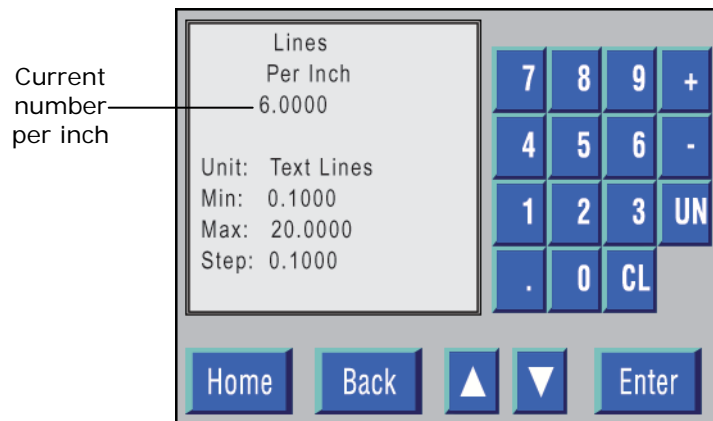 Current
number
per inch
Lines
Per Inch
6.0000
Unit: Text Lines
Min: 0.1000
Max: 20.0000
Step: 0.1000
7 8 9 +
4 5 6 -
1 2 3 UN
. 0 CL
Home Back Enter